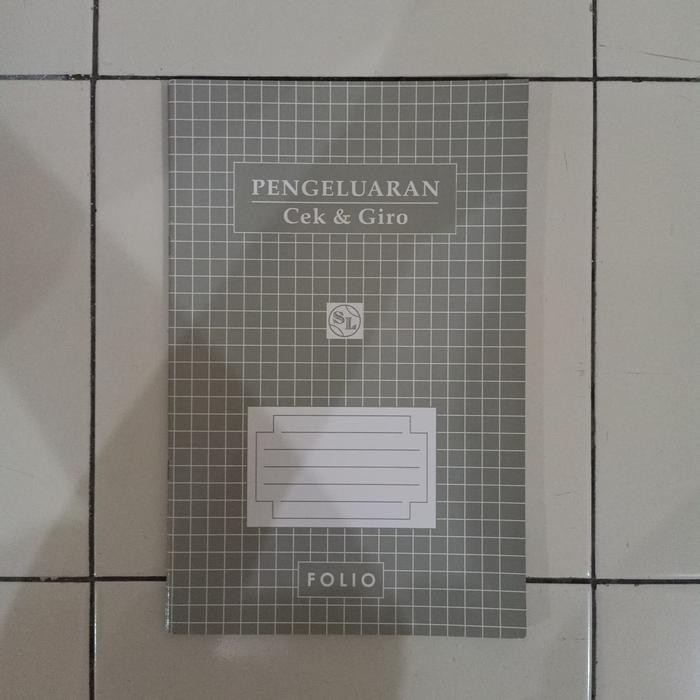 PENGELUARAN
Cek & Giro
SL
FOLIO